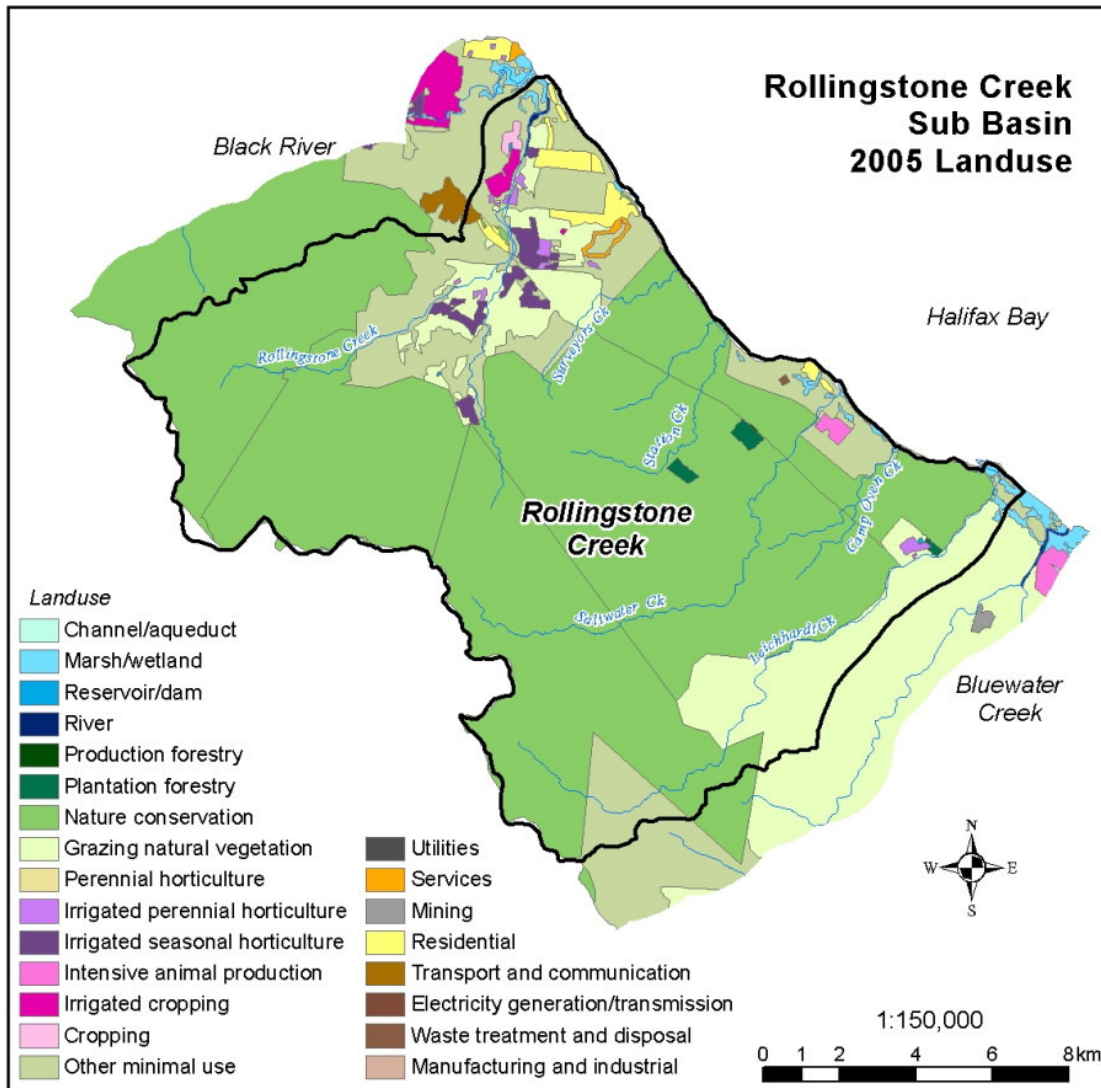 Rollingstone Creek
Sub Basin
2005 Landuse
Black River
Halifax Bay
Rollingstone Creek
Surveyors Ck
Station Ck
Camp Oven Ck
Rollingstone
Creek
Saltwater Ck
Leichhardt Ck
Bluewater
Creek
Landuse
Channel/aqueduct
Marsh/wetland
Reservoir/dam
River
Production forestry
Plantation forestry
Nature conservation
Grazing natural vegetation
Perennial horticulture
Irrigated perennial horticulture
Irrigated seasonal horticulture
Intensive animal production
Irrigated cropping
Cropping
Other minimal use
Utilities
Services
Mining
Residential
Transport and communication
Electricity generation/transmission
Waste treatment and disposal
Manufacturing and industrial
N
W E
S
1:150,000
0 1 2 4 6 8 km